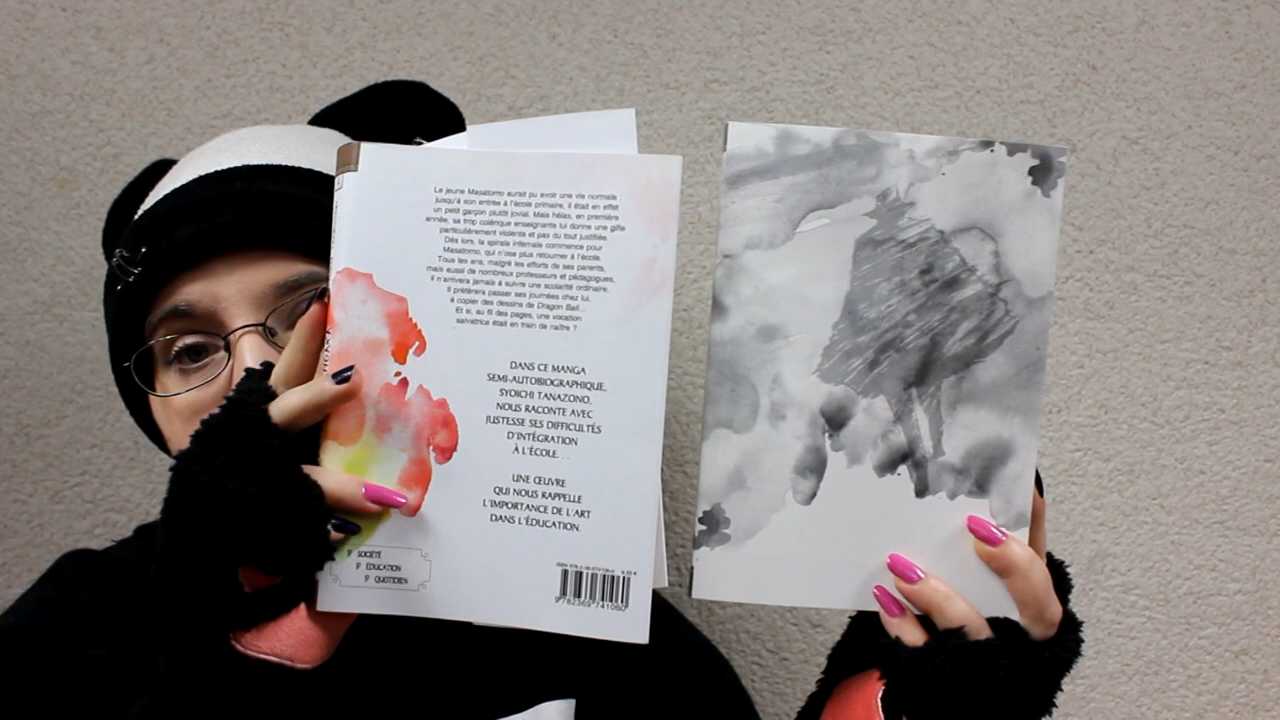 Le jeune Masatomo aurait pu avoir une vie normale :
jusqu'à son entrée à l'école primaire, il était en effet
un petit garçon plutôt jovial. Mais hélas, en première
année, sa trop colérique enseignante lui donne une gifle
particulièrement violente et pas du tout justifiée.
Dès lors, la spirale infernale commence pour
Masatomo, qui n'ose plus retourner à l'école.
Tous les ans, malgré les efforts de ses parents,
mais aussi de nombreux professeurs et pédagogues,
il n'arrivera jamais à suivre une scolarité ordinaire.
Il préfèrera passer ses journées chez lui,
à copier des dessins de Dragon Ball...
Et si, au fil des pages, une vocation
salvatrice était en train de naître ?
DANS CE MANGA
SEMI-AUTOBIOGRAPHIQUE,
SYOICHI TANAZONO,
NOUS RACONTE AVEC
JUSTESSE SES DIFFICULTÉS
D'INTÉGRATION
À L'ÉCOLE...
UNE ŒUVRE
QUI NOUS RAPPELLE
L'IMPORTANCE DE L'ART
DANS L'ÉDUCATION.
SOCIÉTÉ
ÉDUCATION
QUOTIDIEN
9 782369 741060